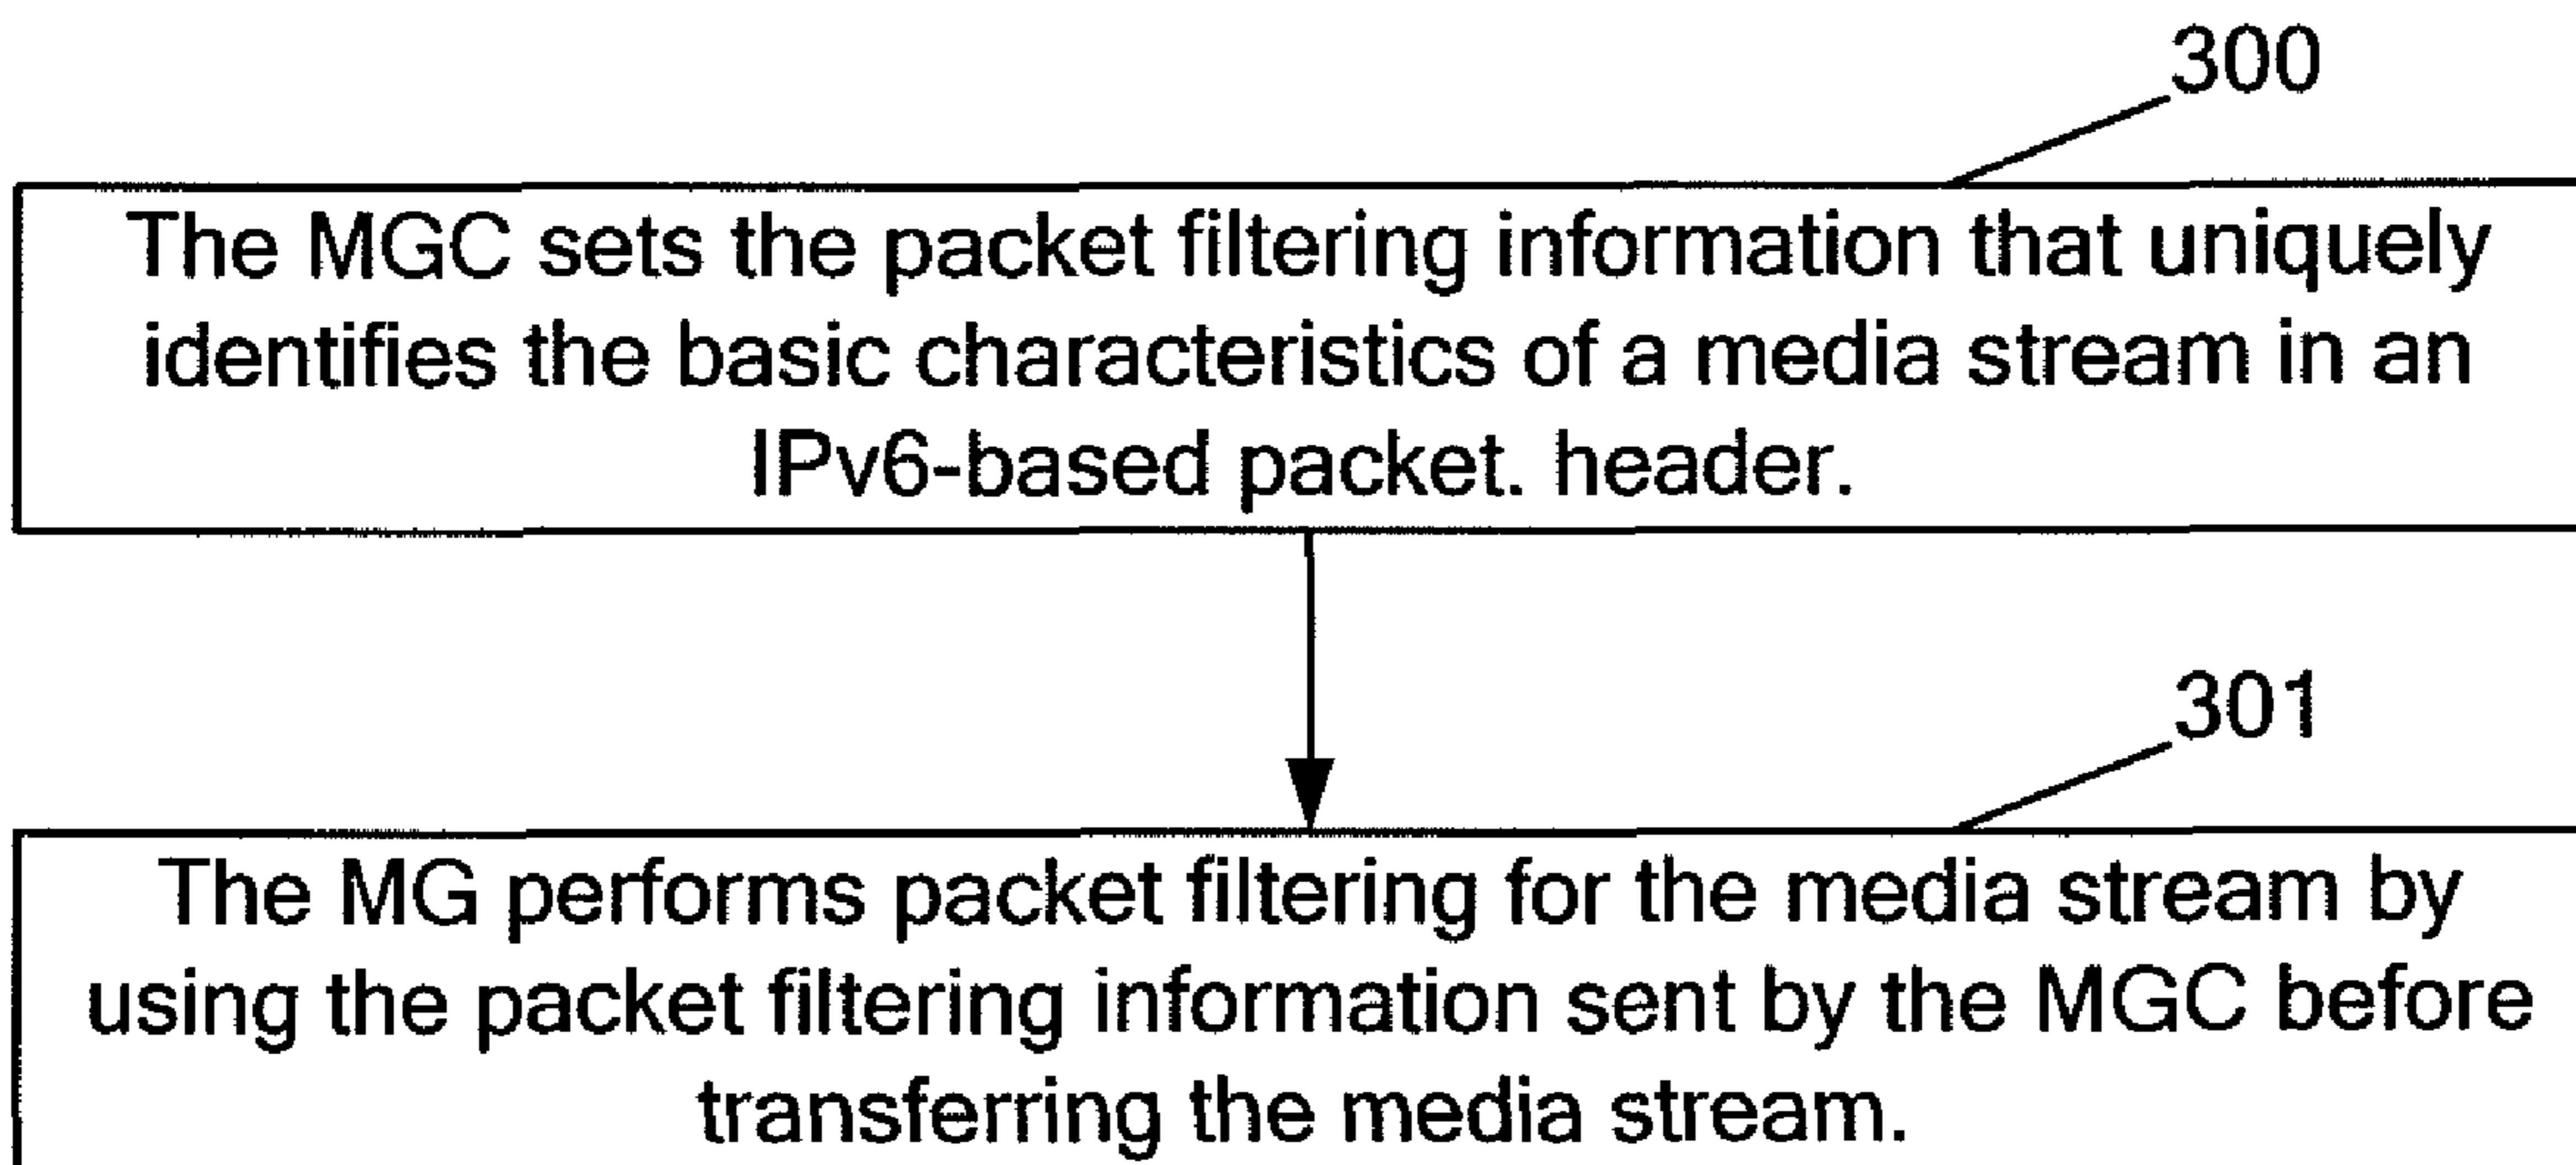 300
The MGC sets the packet filtering information that uniquely
identifies the basic characteristics of a media stream in an
IPv6-based packet. header.
301
The MG performs packet filtering for the media stream by
using the packet filtering information sent by the MGC before
transferring the media stream.